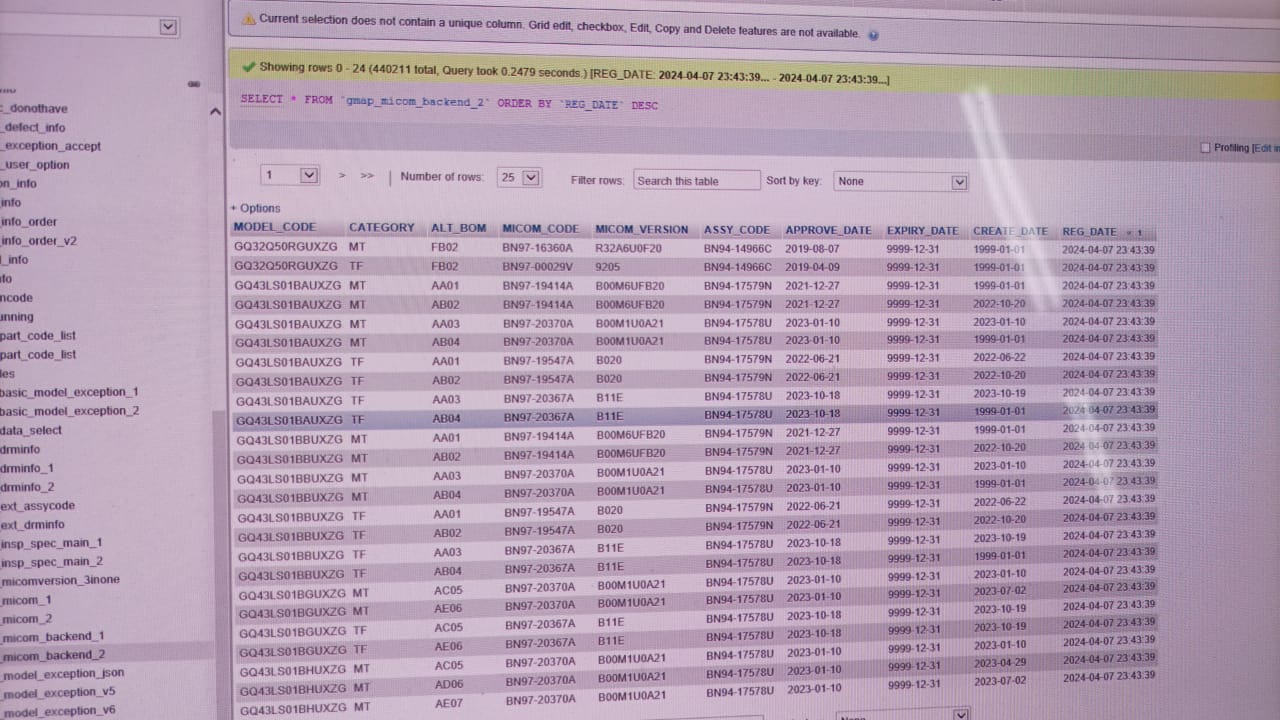 Current selection does not contain a unique column. Grid edit, checkbox, Edit, Copy and Delete features are not available.
Showing rows 0 - 24 (440211 total, Query took 0.2479 seconds.) [REG_DATE: 2024-04-07 23:43:39... - 2024-04-07 23:43:39...]
SELECT * FROM `gmap_micom_backend_2` ORDER BY `REG_DATE` DESC
Profiling [Edit in
1 > >> | Number of rows: 25 Filter rows: Search this table Sort by key: None
+ Options
MODEL_CODE CATEGORY ALT_BOM MICOM_CODE MICOM_VERSION ASSY_CODE APPROVE_DATE EXPIRY_DATE CREATE_DATE REG_DATE 1
GQ32Q50RGUXZG MT FB02 BN97-16360A R32A6U0F20 BN94-14966C 2019-08-07 9999-12-31 1999-01-01 2024-04-07 23:43:39
GQ32Q50RGUXZG TF FB02 BN97-00029V 9205 BN94-14966C 2019-04-09 9999-12-31 1999-01-01 2024-04-07 23:43:39
GQ43LS01BAUXZG MT AA01 BN97-19414A B00M6UFB20 BN94-17579N 2021-12-27 9999-12-31 1999-01-01 2024-04-07 23:43:39
GQ43LS01BAUXZG MT AB02 BN97-19414A B00M6UFB20 BN94-17579N 2021-12-27 9999-12-31 2022-10-20 2024-04-07 23:43:39
GQ43LS01BAUXZG MT AA03 BN97-20370A B00M1U0A21 BN94-17578U 2023-01-10 9999-12-31 2023-01-10 2024-04-07 23:43:39
GQ43LS01BAUXZG MT AB04 BN97-20370A B00M1U0A21 BN94-17578U 2023-01-10 9999-12-31 1999-01-01 2024-04-07 23:43:39
GQ43LS01BAUXZG TF AA01 BN97-19547A B020 BN94-17579N 2022-06-21 9999-12-31 2022-06-22 2024-04-07 23:43:39
GQ43LS01BAUXZG TF AB02 BN97-19547A B020 BN94-17579N 2022-06-21 9999-12-31 2022-10-20 2024-04-07 23:43:39
GQ43LS01BAUXZG TF AA03 BN97-20367A B11E BN94-17578U 2023-10-18 9999-12-31 2023-10-19 2024-04-07 23:43:39
GQ43LS01BAUXZG TF AB04 BN97-20367A B11E BN94-17578U 2023-10-18 9999-12-31 1999-01-01 2024-04-07 23:43:39
GQ43LS01BBUXZG MT AA01 BN97-19414A B00M6UFB20 BN94-17579N 2021-12-27 9999-12-31 1999-01-01 2024-04-07 23:43:39
GQ43LS01BBUXZG MT AB02 BN97-19414A B00M6UFB20 BN94-17579N 2021-12-27 9999-12-31 2022-10-20 2024-04-07 23:43:39
GQ43LS01BBUXZG MT AA03 BN97-20370A B00M1U0A21 BN94-17578U 2023-01-10 9999-12-31 2023-01-10 2024-04-07 23:43:39
GQ43LS01BBUXZG MT AB04 BN97-20370A B00M1U0A21 BN94-17578U 2023-01-10 9999-12-31 1999-01-01 2024-04-07 23:43:39
GQ43LS01BBUXZG TF AA01 BN97-19547A B020 BN94-17579N 2022-06-21 9999-12-31 2022-06-22 2024-04-07 23:43:39
GQ43LS01BBUXZG TF AB02 BN97-19547A B020 BN94-17579N 2022-06-21 9999-12-31 2022-10-20 2024-04-07 23:43:39
GQ43LS01BBUXZG TF AA03 BN97-20367A B11E BN94-17578U 2023-10-18 9999-12-31 2023-10-19 2024-04-07 23:43:39
GQ43LS01BBUXZG TF AB04 BN97-20367A B11E BN94-17578U 2023-10-18 9999-12-31 1999-01-01 2024-04-07 23:43:39
GQ43LS01BGUXZG MT AC05 BN97-20370A B00M1U0A21 BN94-17578U 2023-01-10 9999-12-31 2023-01-10 2024-04-07 23:43:39
GQ43LS01BGUXZG MT AE06 BN97-20370A B00M1U0A21 BN94-17578U 2023-01-10 9999-12-31 2023-07-02 2024-04-07 23:43:39
GQ43LS01BGUXZG TF AC05 BN97-20367A B11E BN94-17578U 2023-10-18 9999-12-31 2023-10-19 2024-04-07 23:43:39
GQ43LS01BGUXZG TF AE06 BN97-20367A B11E BN94-17578U 2023-10-18 9999-12-31 2023-10-19 2024-04-07 23:43:39
GQ43LS01BHUXZG MT AC05 BN97-20370A B00M1U0A21 BN94-17578U 2023-01-10 9999-12-31 2023-01-10 2024-04-07 23:43:39
GQ43LS01BHUXZG MT AD06 BN97-20370A B00M1U0A21 BN94-17578U 2023-01-10 9999-12-31 2023-04-29 2024-04-07 23:43:39
GQ43LS01BHUXZG MT AE07 BN97-20370A B00M1U0A21 BN94-17578U 2023-01-10 9999-12-31 2023-07-02 2024-04-07 23:43:39
c_donothave
_defect_info
_exception_accept
_user_option
on_info
info
info_order
info_order_v2
l_info
fo
ncode
unning
part_code_list
part_code_list
les
basic_model_exception_1
basic_model_exception_2
data_select
drminfo
drminfo_1
drminfo_2
ext_assycode
ext_drminfo
insp_spec_main_1
insp_spec_main_2
micomversion_3inone
_micom_1
_micom_2
_micom_backend_1
_micom_backend_2
_model_exception_json
_model_exception_v5
_model_exception_v6